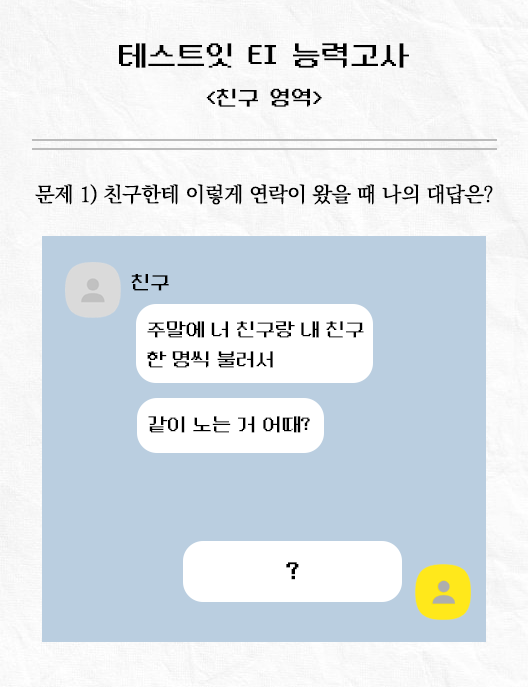 테스트잇 EI 능력고사
<친구 영역>
문제 1) 친구한테 이렇게 연락이 왔을 때 나의 대답은?
친구
주말에 너 친구랑 내 친구
한 명씩 불러서
같이 노는 거 어때?
?